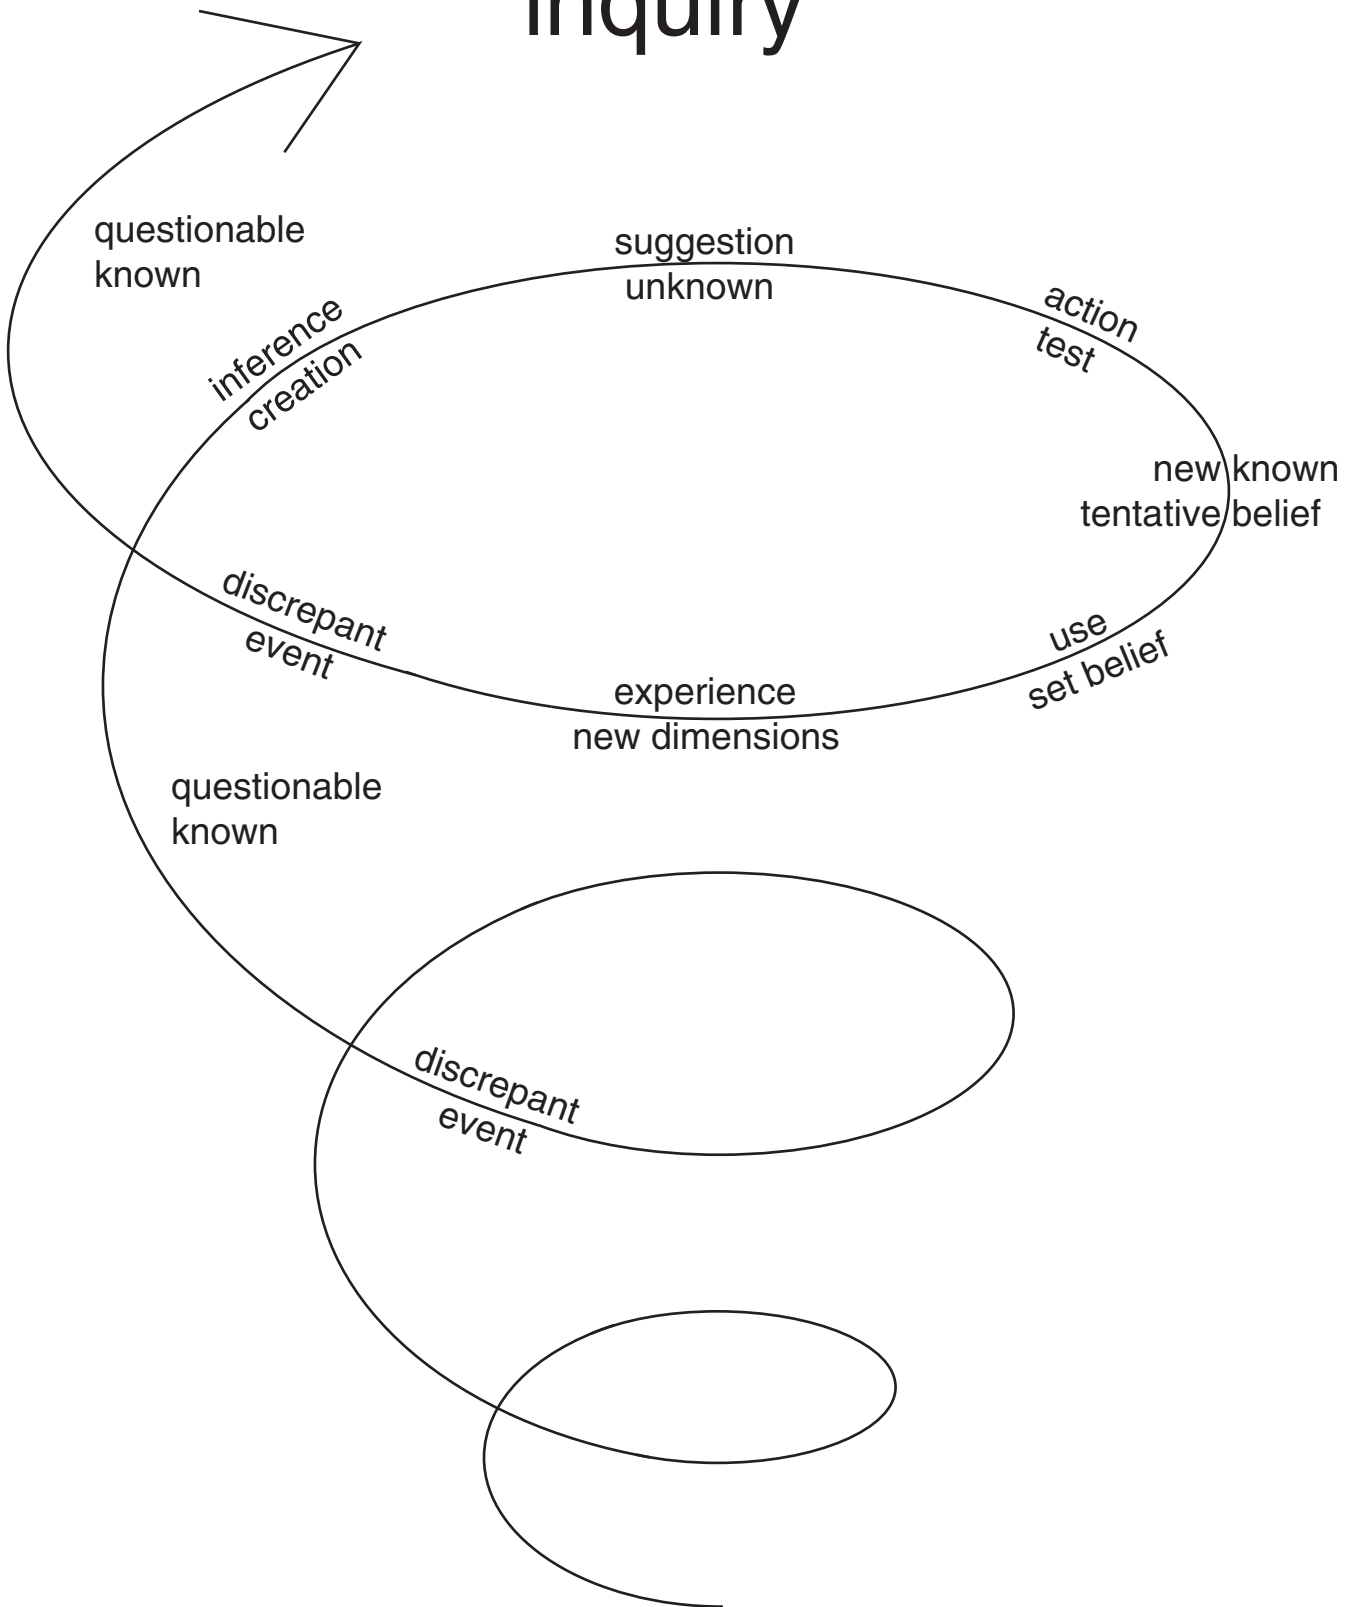 inquiry
questionable
known
suggestion
unknown
action
test
inference
creation
new known
tentative belief
discrepant
event
use
set belief
experience
new dimensions
questionable
known
discrepant
event